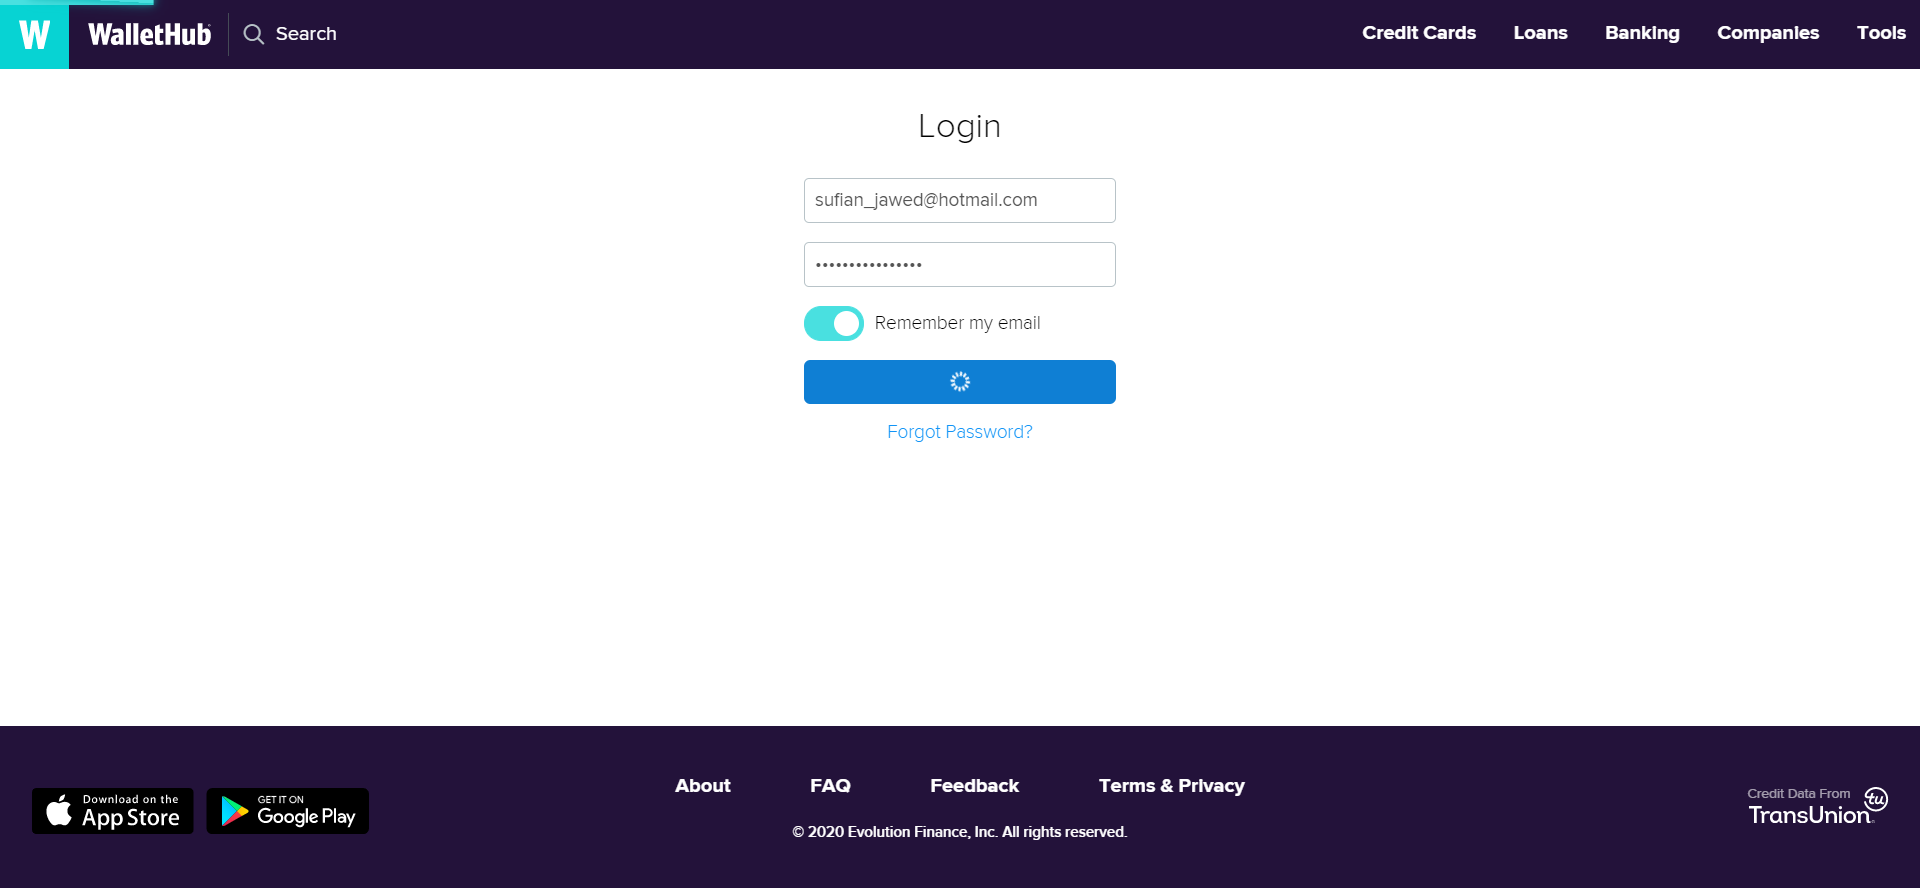 W WalletHub Search Credit Cards Loans Banking Companies Tools
Login
sufian_jawed@hotmail.com
••••••••••••••••
Remember my email
Forgot Password?
Download on the
App Store
GET IT ON
Google Play
About FAQ Feedback Terms & Privacy
© 2020 Evolution Finance, Inc. All rights reserved.
Credit Data From
TransUnion
tu